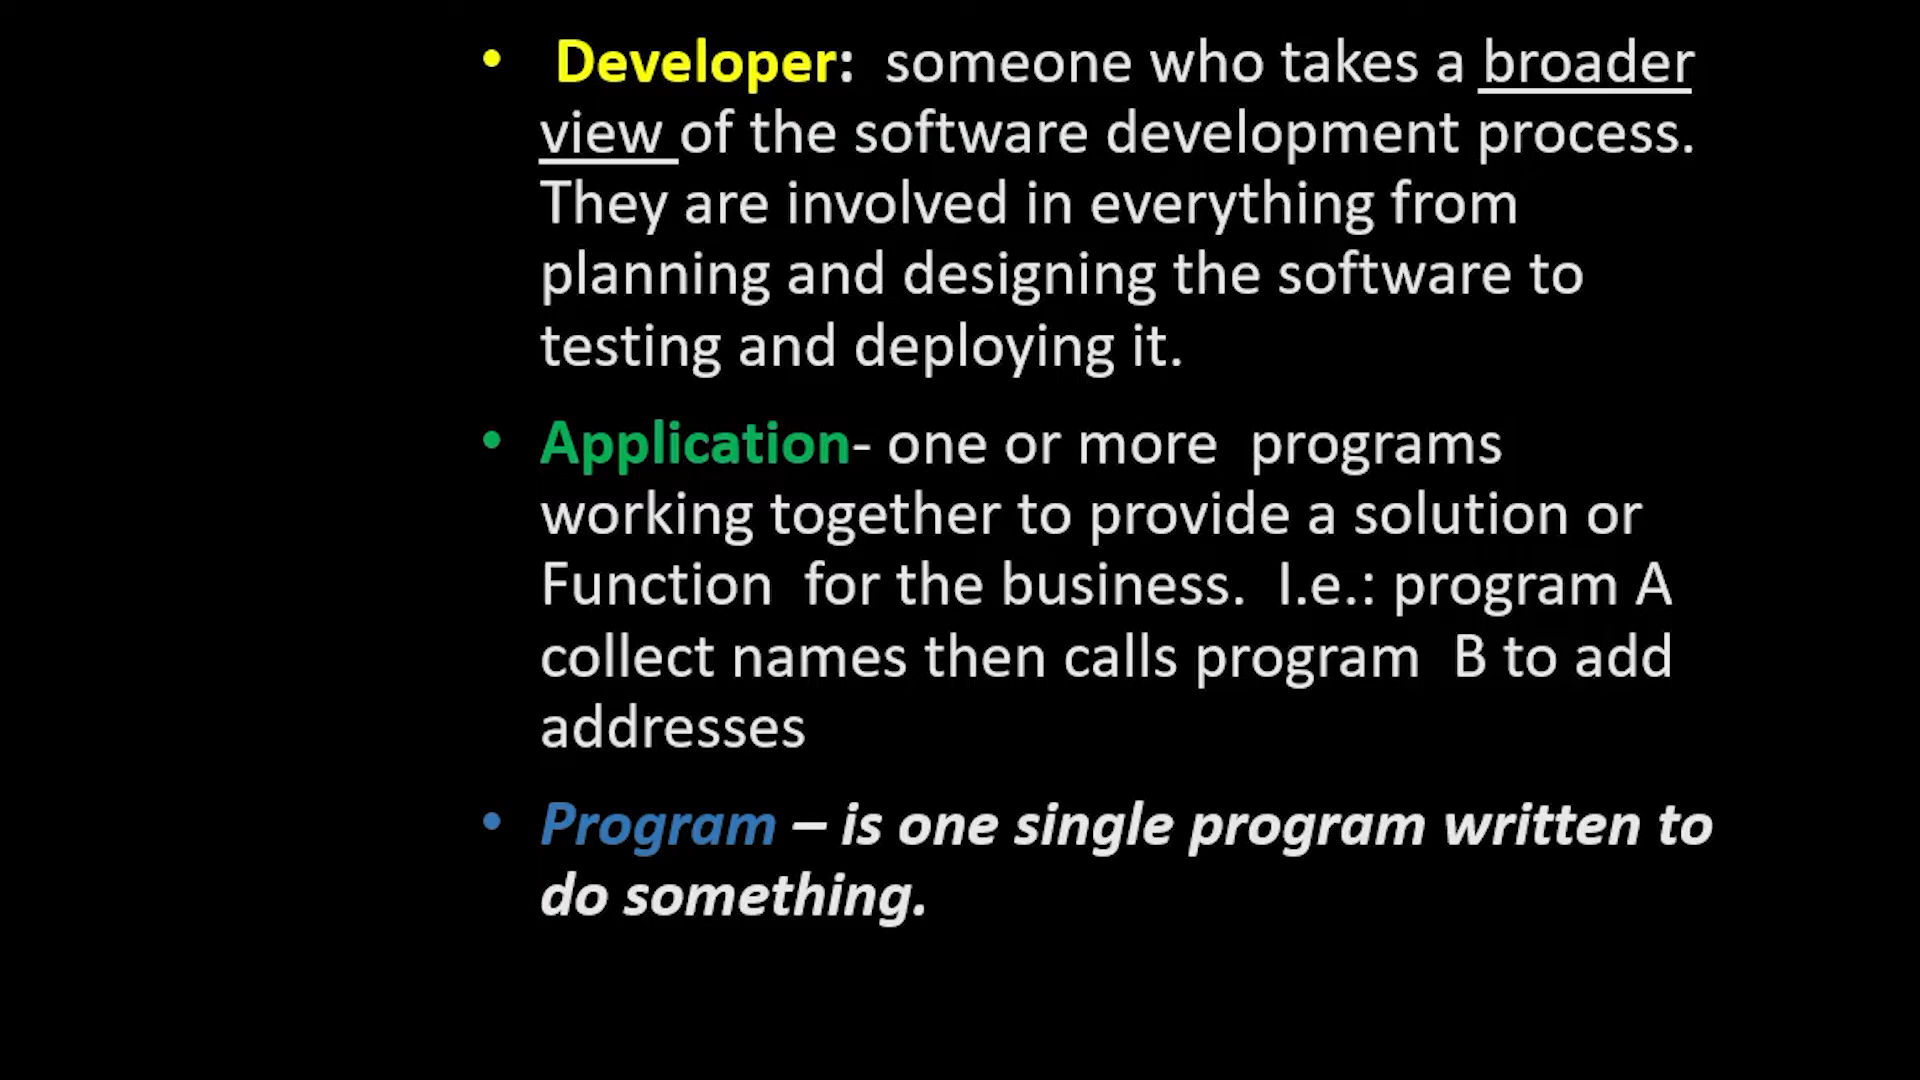 • Developer: someone who takes a broader
view of the software development process.
They are involved in everything from
planning and designing the software to
testing and deploying it.
• Application- one or more programs
working together to provide a solution or
Function for the business. I.e.: program A
collect names then calls program B to add
addresses
• Program – is one single program written to
do something.